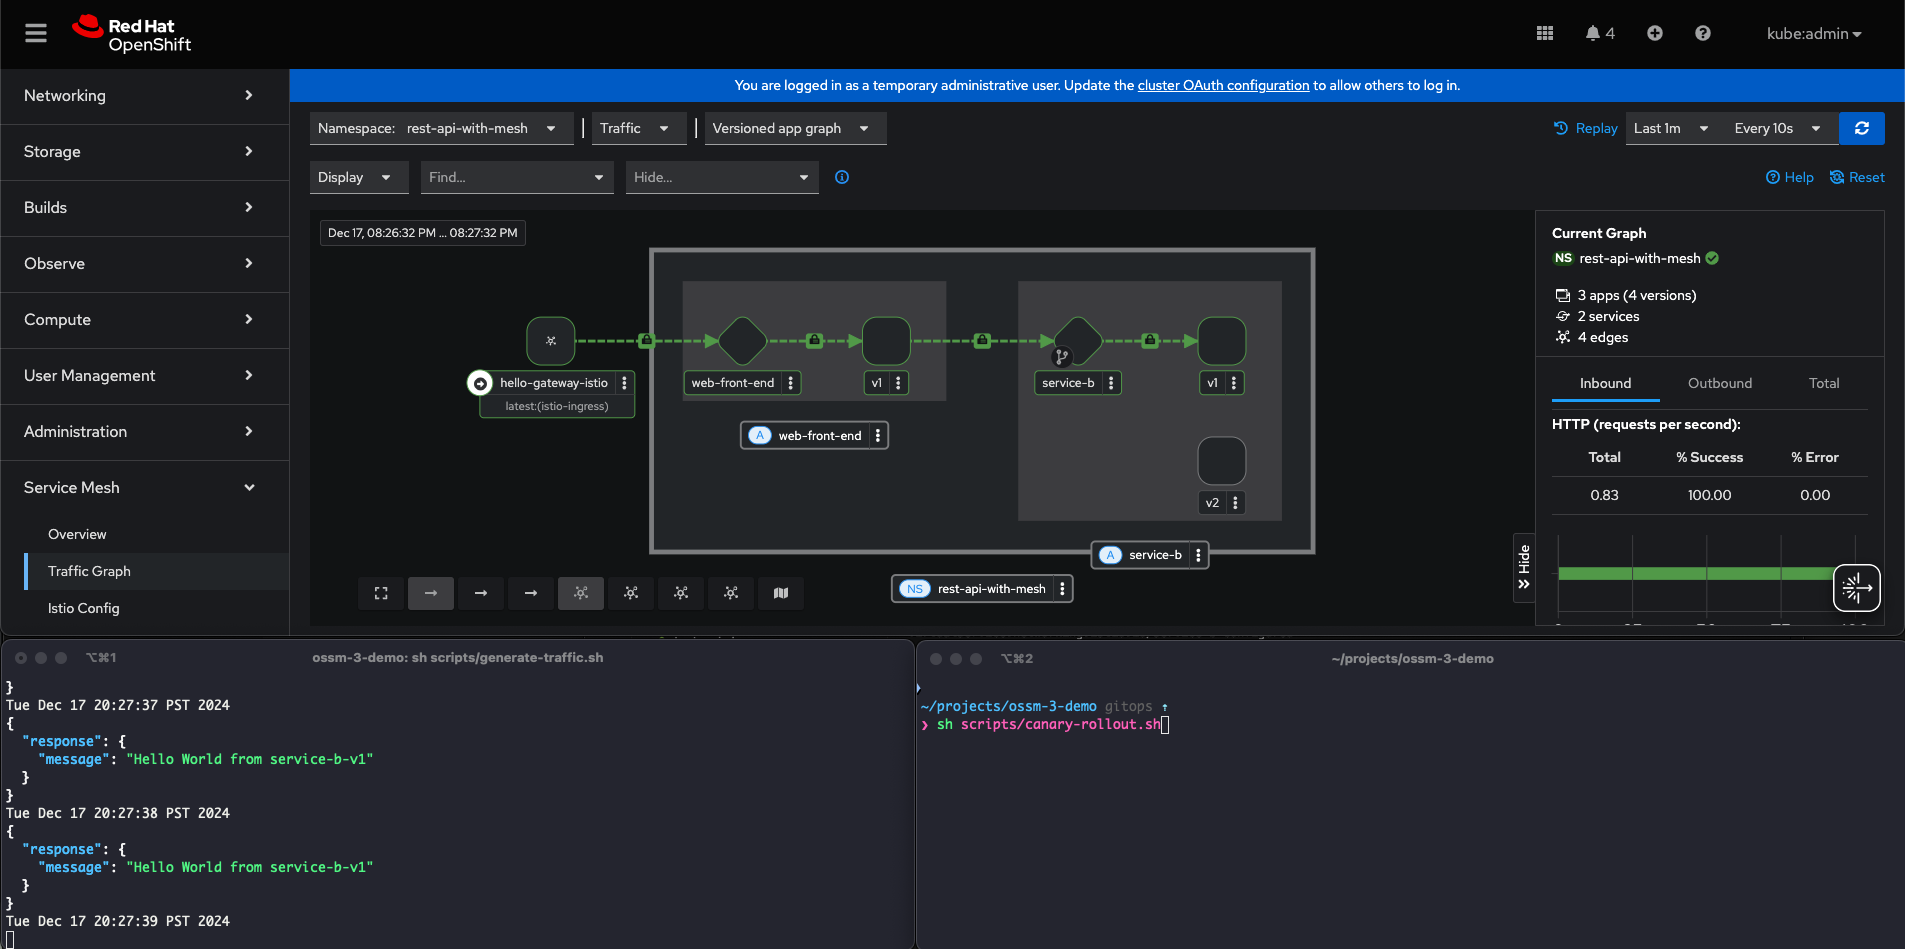 Red Hat
OpenShift
4
kube:admin
Networking
Storage
Builds
Observe
Compute
User Management
Administration
Service Mesh
Overview
Traffic Graph
Istio Config
You are logged in as a temporary administrative user. Update the cluster OAuth configuration to allow others to log in.
Namespace: rest-api-with-mesh
Traffic
Versioned app graph
Replay
Last 1m
Every 10s
Display
Find...
Hide...
Help
Reset
Dec 17, 08:26:32 PM ... 08:27:32 PM
hello-gateway-istio
latest:(istio-ingress)
web-front-end
v1
A web-front-end
service-b
v1
v2
A service-b
NS rest-api-with-mesh
Hide
Current Graph
NS rest-api-with-mesh
3 apps (4 versions)
2 services
4 edges
Inbound Outbound Total
HTTP (requests per second):
Total % Success % Error
0.83 100.00 0.00
⌥⌘1
ossm-3-demo: sh scripts/generate-traffic.sh
}
Tue Dec 17 20:27:37 PST 2024
{
"response": {
"message": "Hello World from service-b-v1"
}
}
Tue Dec 17 20:27:38 PST 2024
{
"response": {
"message": "Hello World from service-b-v1"
}
}
Tue Dec 17 20:27:39 PST 2024
⌥⌘2
~/projects/ossm-3-demo
~/projects/ossm-3-demo gitops ↑
❯ sh scripts/canary-rollout.sh